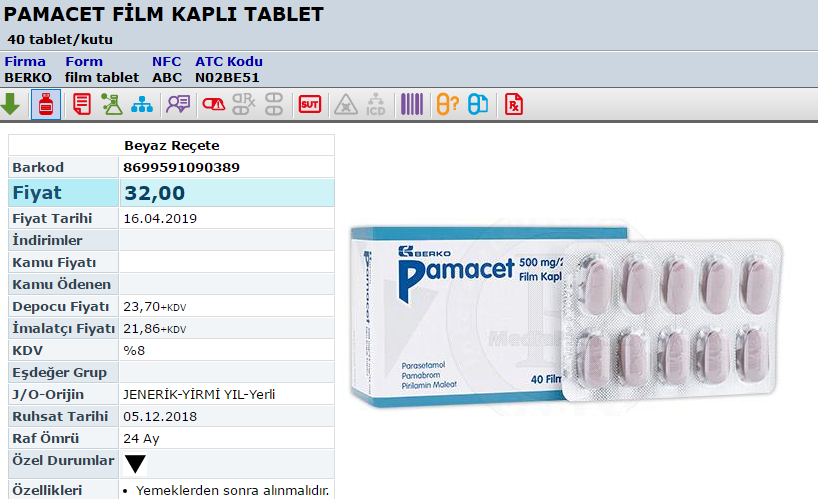 PAMACET FİLM KAPLI TABLET
40 tablet/kutu
Firma Form NFC ATC Kodu
BERKO film tablet ABC N02BE51
SUT
ICD
Beyaz Reçete
Barkod 8699591090389
Fiyat 32,00
Fiyat Tarihi 16.04.2019
İndirimler
Kamu Fiyatı
Kamu Ödenen
Depocu Fiyatı 23,70+KDV
İmalatçı Fiyatı 21,86+KDV
KDV %8
Eşdeğer Grup
J/O-Orijin JENERİK-YİRMİ YIL-Yerli
Ruhsat Tarihi 05.12.2018
Raf Ömrü 24 Ay
Özel Durumlar
Özellikleri • Yemeklerden sonra alınmalıdır.
BERKO
Pamacet 500 mg/2
Film Kapl
Pamacet
Parasetamol
Pamabrom
Pirilamin Maleat
40 Film